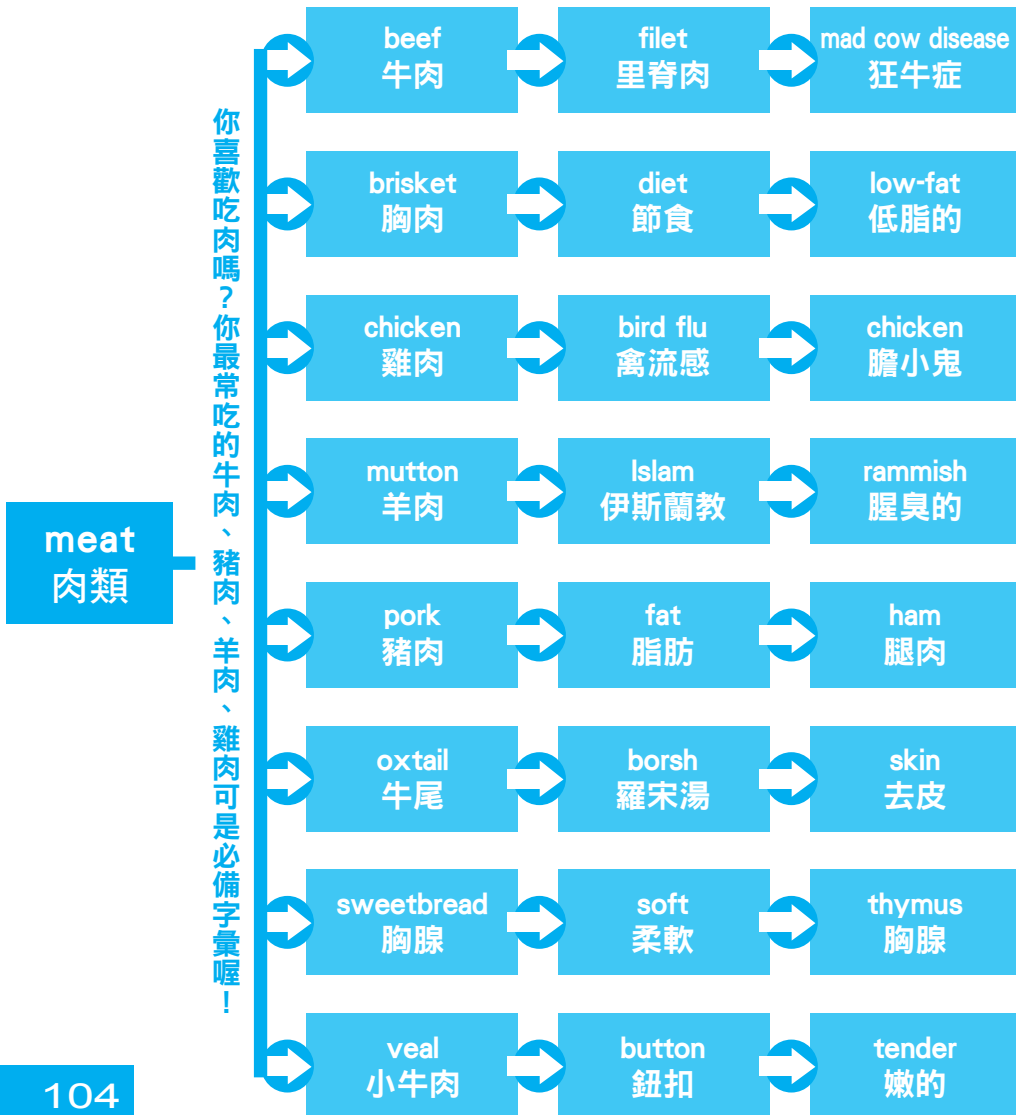 meat
肉類
你喜歡吃肉嗎？你最常吃的牛肉、豬肉、羊肉、雞肉可是必備字彙喔！
beef
牛肉
filet
里脊肉
mad cow disease
狂牛症
brisket
胸肉
diet
節食
low-fat
低脂的
chicken
雞肉
bird flu
禽流感
chicken
膽小鬼
mutton
羊肉
Islam
伊斯蘭教
rammish
腥臭的
pork
豬肉
fat
脂肪
ham
腿肉
oxtail
牛尾
borsh
羅宋湯
skin
去皮
sweetbread
胸腺
soft
柔軟
thymus
胸腺
veal
小牛肉
button
鈕扣
tender
嫩的
104